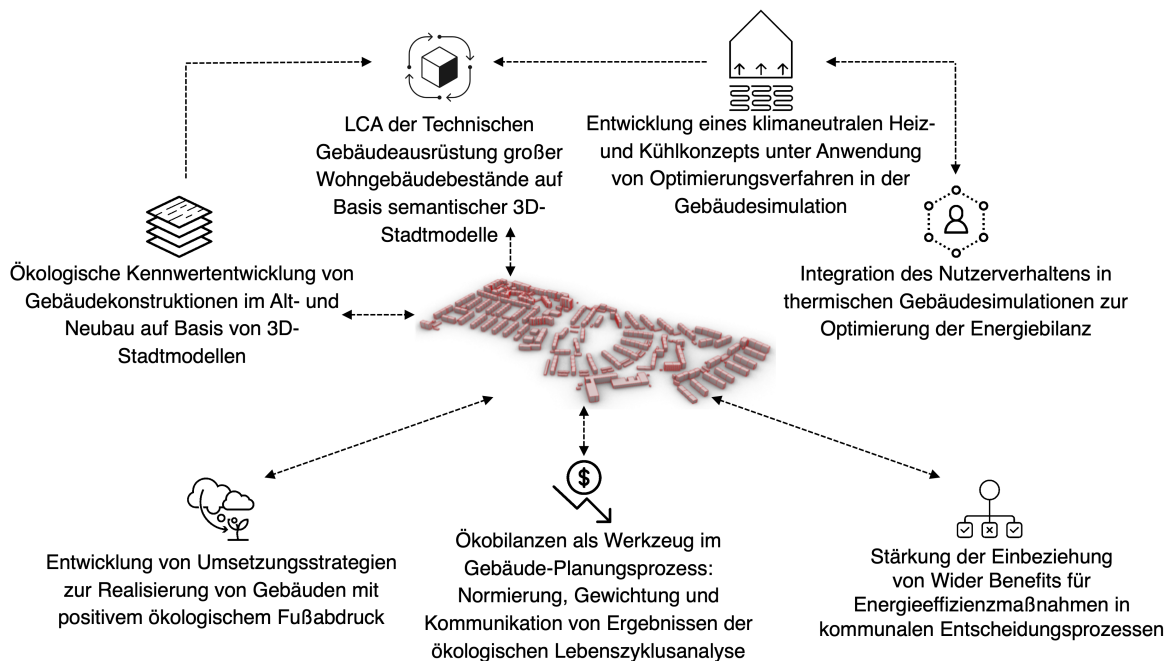 LCA der Technischen
Gebäudeausrüstung großer
Wohngebäudebestände auf
Basis semantischer 3D-
Stadtmodelle
Entwicklung eines klimaneutralen Heiz-
und Kühlkonzepts unter Anwendung
von Optimierungsverfahren in der
Gebäudesimulation
Ökologische Kennwertentwicklung von
Gebäudekonstruktionen im Alt- und
Neubau auf Basis von 3D-
Stadtmodellen
Integration des Nutzerverhaltens in
thermischen Gebäudesimulationen zur
Optimierung der Energiebilanz
Entwicklung von Umsetzungsstrategien
zur Realisierung von Gebäuden mit
positivem ökologischem Fußabdruck
$
Ökobilanzen als Werkzeug im
Gebäude-Planungsprozess:
Normierung, Gewichtung und
Kommunikation von Ergebnissen der
ökologischen Lebenszyklusanalyse
Stärkung der Einbeziehung
von Wider Benefits für
Energieeffizienzmaßnahmen in
kommunalen Entscheidungsprozessen